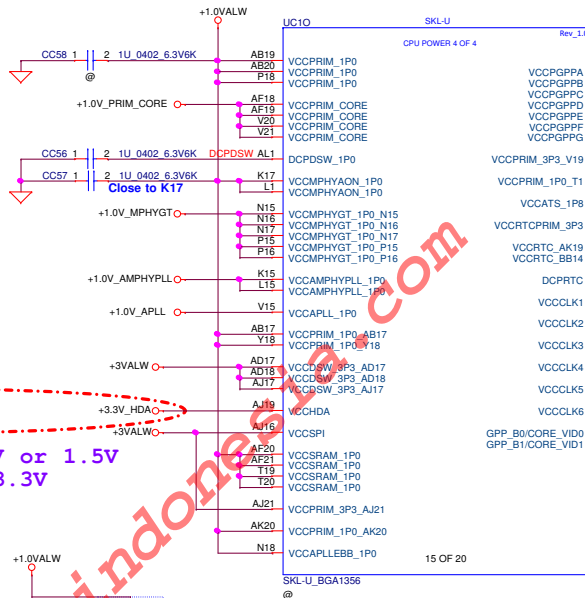 +1.0VALW
UC1O
SKL-U
Rev_1.0
CPU POWER 4 OF 4
CC58 1 2 1U_0402_6.3V6K
@
AB19 VCCPRIM_1P0
AB20 VCCPRIM_1P0
P18 VCCPRIM_1P0
+1.0V_PRIM_CORE
AF18 VCCPRIM_CORE
AF19 VCCPRIM_CORE
V20 VCCPRIM_CORE
V21 VCCPRIM_CORE
CC56 1 2 1U_0402_6.3V6K DCPDSW AL1 DCPDSW_1P0
CC57 1 2 1U_0402_6.3V6K
Close to K17
K17 VCCMPHYAON_1P0
L1 VCCMPHYAON_1P0
+1.0V_MPHYGT
N15 VCCMPHYGT_1P0_N15
N16 VCCMPHYGT_1P0_N16
N17 VCCMPHYGT_1P0_N17
P15 VCCMPHYGT_1P0_P15
P16 VCCMPHYGT_1P0_P16
+1.0V_AMPHYPLL
K15 VCCAMPHYPLL_1P0
L15 VCCAMPHYPLL_1P0
+1.0V_APLL V15 VCCAPLL_1P0
AB17 VCCPRIM_1P0_AB17
Y18 VCCPRIM_1P0_Y18
+3VALW
AD17 VCCDSW_3P3_AD17
AD18 VCCDSW_3P3_AD18
AJ17 VCCDSW_3P3_AJ17
+3.3V_HDA AJ19 VCCHDA
+3VALW AJ16 VCCSPI
V or 1.5V
3.3V
AF20 VCCSRAM_1P0
AF21 VCCSRAM_1P0
T19 VCCSRAM_1P0
T20 VCCSRAM_1P0
AJ21 VCCPRIM_3P3_AJ21
AK20 VCCPRIM_1P0_AK20
N18 VCCAPLLEBB_1P0
VCCPGPPA
VCCPGPPB
VCCPGPPC
VCCPGPPD
VCCPGPPE
VCCPGPPF
VCCPGPPG
VCCPRIM_3P3_V19
VCCPRIM_1P0_T1
VCCATS_1P8
VCCRTCPRIM_3P3
VCCRTC_AK19
VCCRTC_BB14
DCPRTC
VCCCLK1
VCCCLK2
VCCCLK3
VCCCLK4
VCCCLK5
VCCCLK6
GPP_B0/CORE_VID0
GPP_B1/CORE_VID1
15 OF 20
SKL-U_BGA1356
@
+1.0VALW
indonesia.com